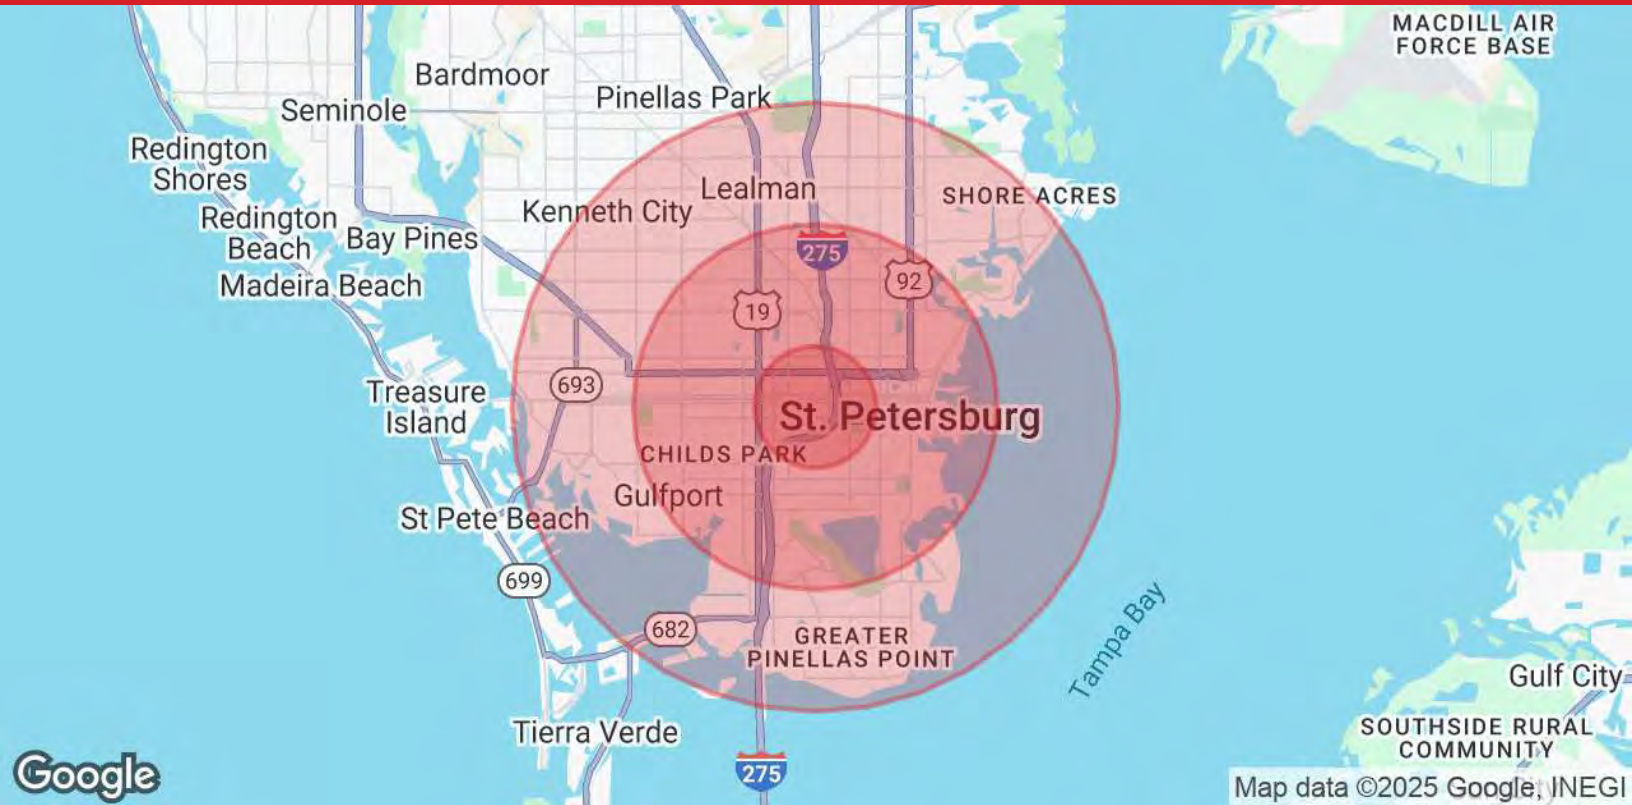 MACDILL AIR
FORCE BASE
Bardmoor
Pinellas Park
Seminole
Redington
Shores
Lealman
SHORE ACRES
Kenneth City
Redington
Beach
Bay Pines
275
Madeira Beach
92
19
693
Treasure
Island
St. Petersburg
CHILDS PARK
Gulfport
St Pete Beach
699
Tampa Bay
682
GREATER
PINELLAS POINT
Gulf City
Tierra Verde
SOUTHSIDE RURAL
COMMUNITY
275
Google
Map data ©2025 Google, INEGI